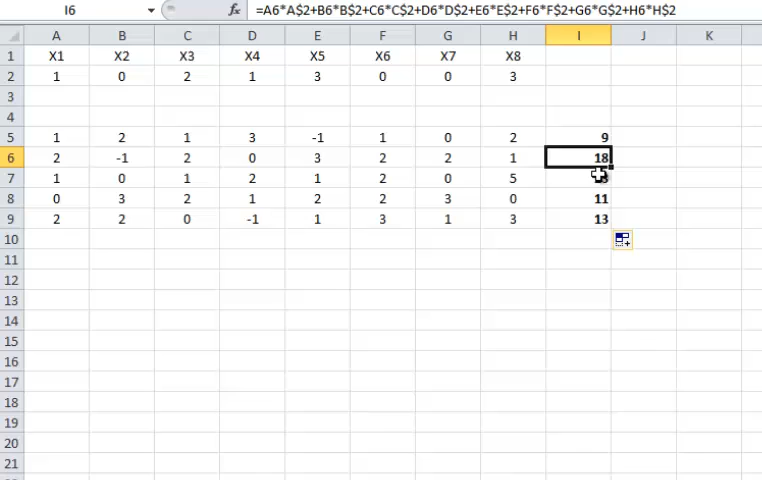 I6 fx =A6*A$2+B6*B$2+C6*C$2+D6*D$2+E6*E$2+F6*F$2+G6*G$2+H6*H$2
A B C D E F G H I J K
1 X1 X2 X3 X4 X5 X6 X7 X8
2 1 0 2 1 3 0 0 3
3
4
5 1 2 1 3 -1 1 0 2 9
6 2 -1 2 0 3 2 2 1 18
7 1 0 1 2 1 2 0 5
8 0 3 2 1 2 2 3 0 11
9 2 2 0 -1 1 3 1 3 13
10
11
12
13
14
15
16
17
18
19
20
21